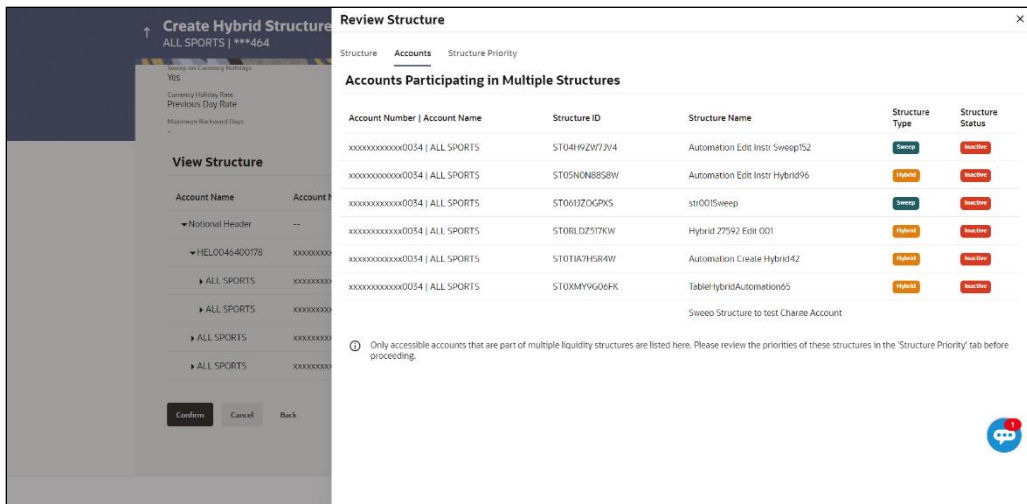 Create Hybrid Structure
ALL SPORTS | ***464
Sweep on Currency Holidays
Yes
Currency Holiday Rate
Previous Day Rate
Maximum Backward Days
-
View Structure
Account Name Account N
Notional Header --
HEL0046400178 xxxxxxxxx
ALL SPORTS xxxxxxxxx
ALL SPORTS xxxxxxxxx
ALL SPORTS xxxxxxxxx
ALL SPORTS xxxxxxxxx
Confirm Cancel Back
Review Structure
Structure Accounts Structure Priority
Accounts Participating in Multiple Structures
Account Number | Account Name Structure ID Structure Name Structure Type Structure Status
xxxxxxxxxxxx0034 | ALL SPORTS ST04H9ZW7JV4 Automation Edit Instr Sweep152 Sweep Inactive
xxxxxxxxxxxx0034 | ALL SPORTS ST05N0N88S8W Automation Edit Instr Hybrid96 Hybrid Inactive
xxxxxxxxxxxx0034 | ALL SPORTS ST061JZOGPXS str001Sweep Sweep Inactive
xxxxxxxxxxxx0034 | ALL SPORTS ST0RLDZ517KW Hybrid 27592 Edit 001 Hybrid Inactive
xxxxxxxxxxxx0034 | ALL SPORTS ST0TIA7HSR4W Automation Create Hybrid42 Hybrid Inactive
xxxxxxxxxxxx0034 | ALL SPORTS ST0XMY9G06FK TableHybridAutomation65 Hybrid Inactive
Sweep Structure to test Charge Account
Only accessible accounts that are part of multiple liquidity structures are listed here. Please review the priorities of these structures in the 'Structure Priority' tab before
proceeding.
1